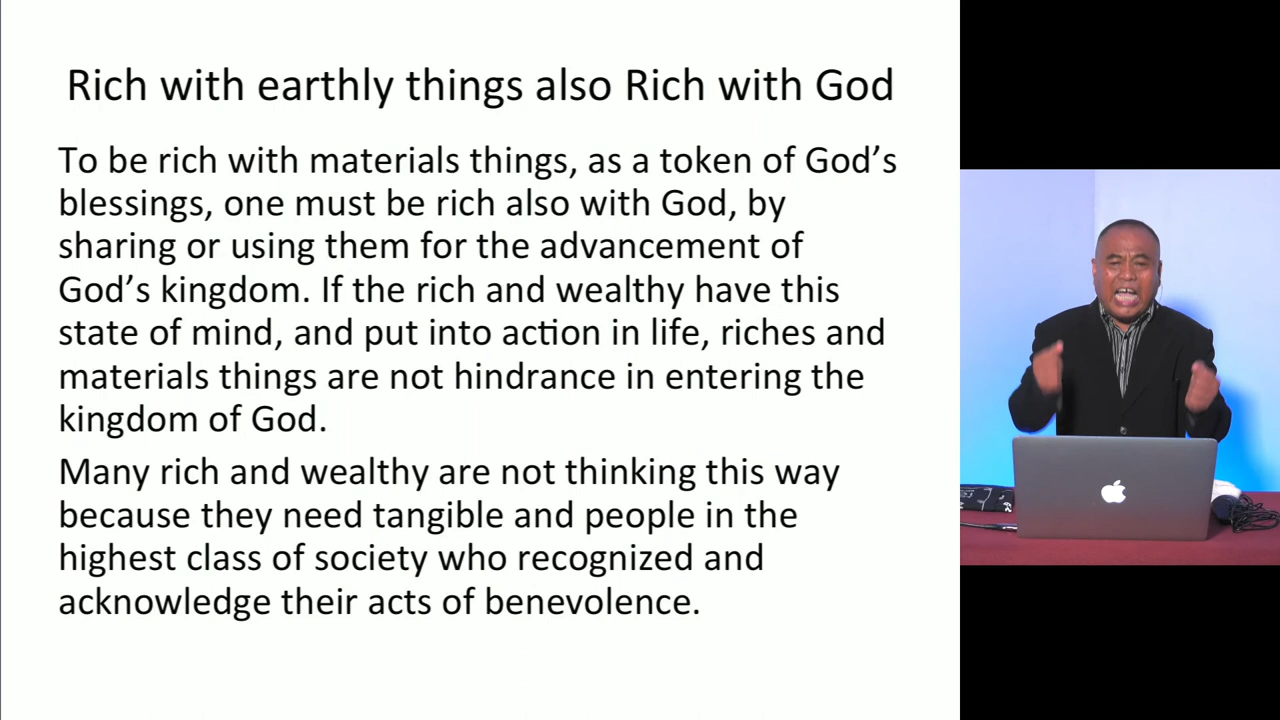 Rich with earthly things also Rich with God
To be rich with materials things, as a token of God’s
blessings, one must be rich also with God, by
sharing or using them for the advancement of
God’s kingdom. If the rich and wealthy have this
state of mind, and put into action in life, riches and
materials things are not hindrance in entering the
kingdom of God.
Many rich and wealthy are not thinking this way
because they need tangible and people in the
highest class of society who recognized and
acknowledge their acts of benevolence.